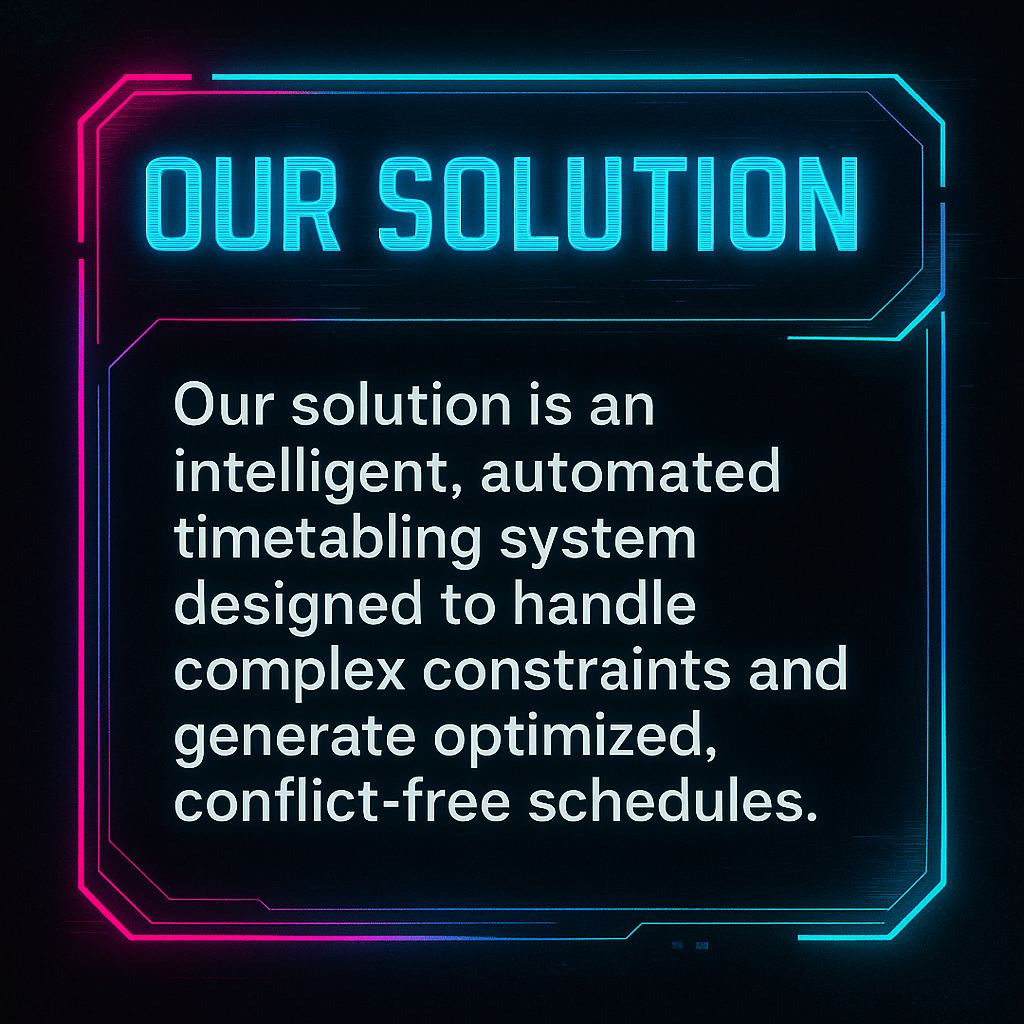 OUR SOLUTION
Our solution is an
intelligent, automated
timetabling system
designed to handle
complex constraints and
generate optimized,
conflict-free schedules.